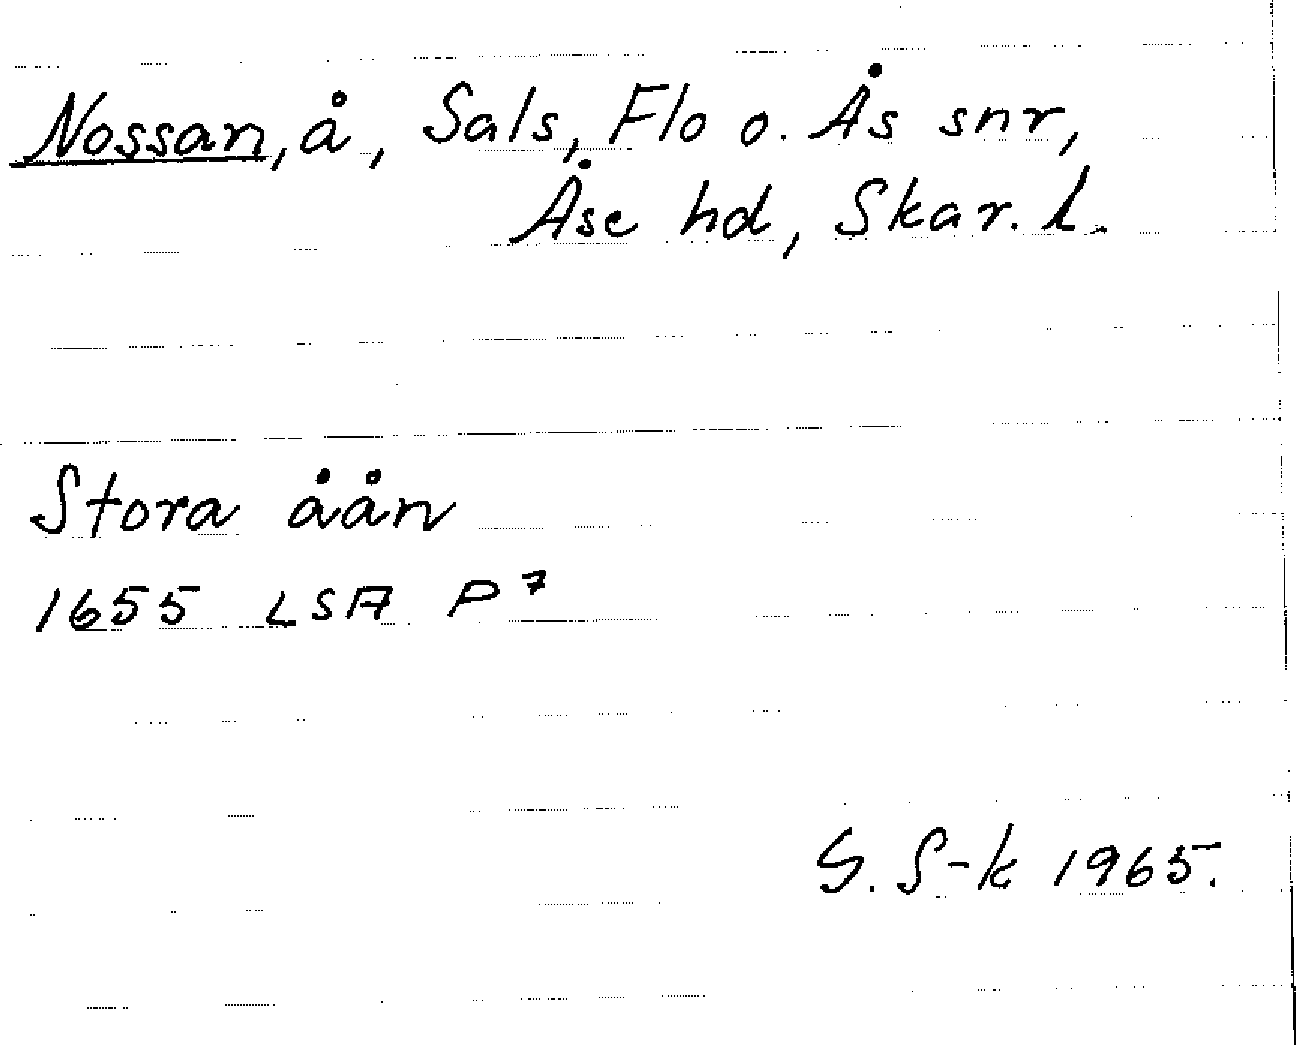 Nossan, å, Sals, Flo o. Ås snr,
Åse hd, Skar. l.
Stora åån
1655 LSA P⁷
S. S-k 1965.